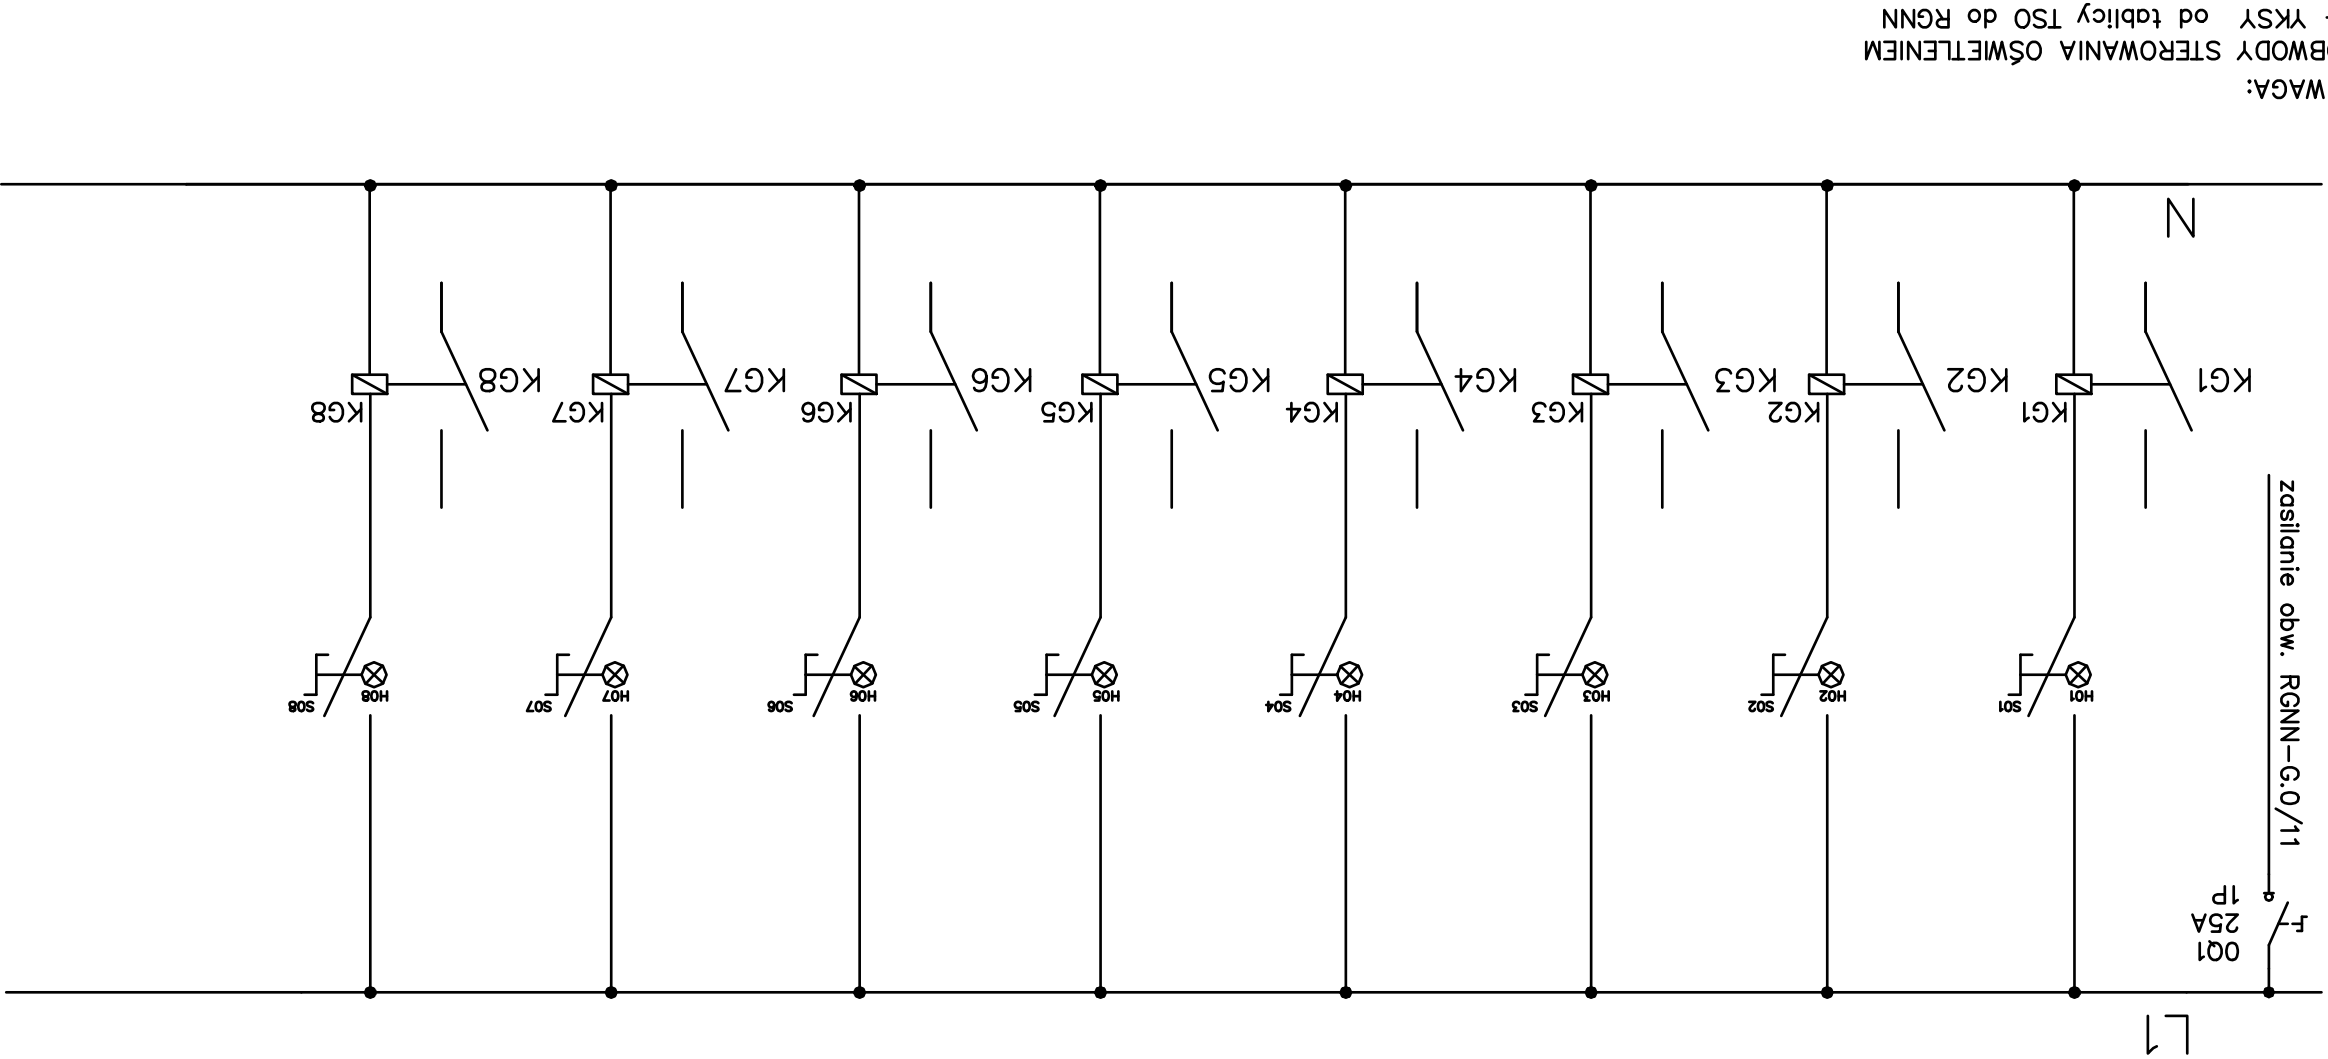 L1
0Q1
25A
1P
zasilanie obw. RGNN-G.0/11
H01 S01
H02 S02
H03 S03
H04 S04
H05 S05
H06 S06
H07 S07
H08 S08
KG1 KG1
KG2 KG2
KG3 KG3
KG4 KG4
KG5 KG5
KG6 KG6
KG7 KG7
KG8 KG8
N
WAGA:
OBWODY STEROWANIA OŚWIETLENIEM
- YKSY od tablicy TSO do RGNN